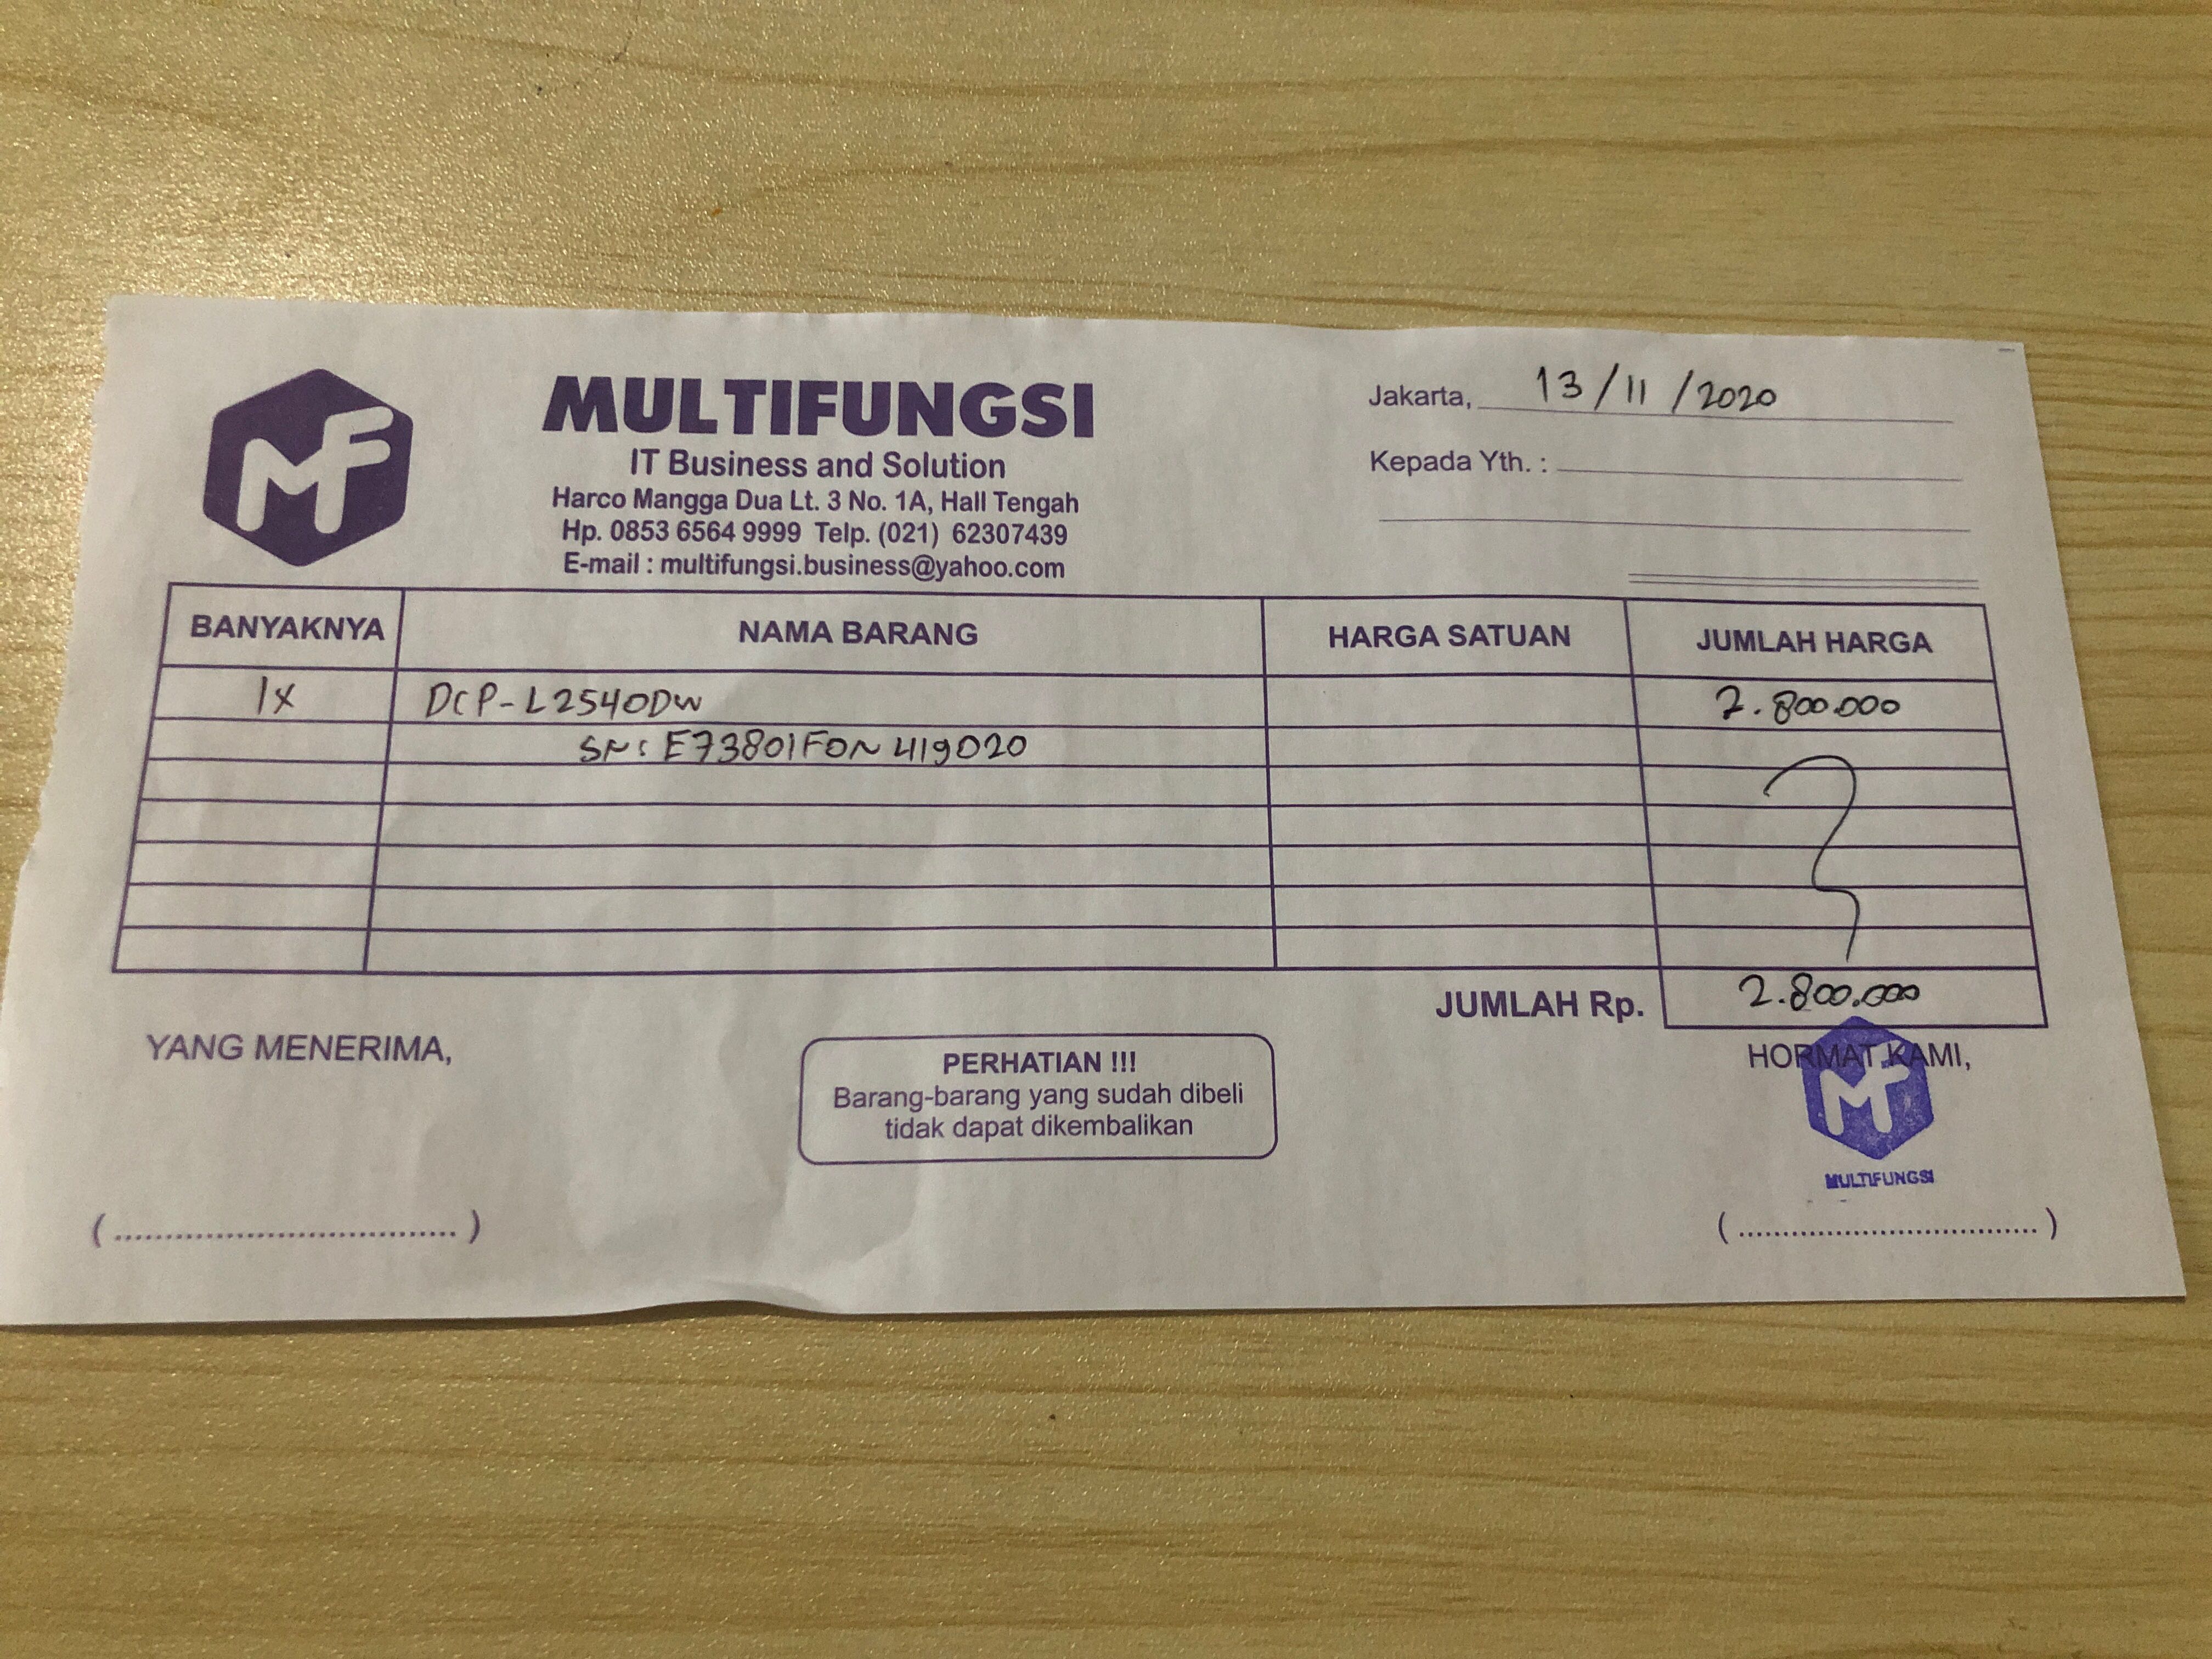 MF
MULTIFUNGSI
IT Business and Solution
Harco Mangga Dua Lt. 3 No. 1A, Hall Tengah
Hp. 0853 6564 9999 Telp. (021) 62307439
E-mail : multifungsi.business@yahoo.com
Jakarta, 13/11/2020
Kepada Yth. :
BANYAKNYA NAMA BARANG HARGA SATUAN JUMLAH HARGA
1x DCP-L2540DW 2.800.000
SN: E73801F0N419020
JUMLAH Rp. 2.800.000
YANG MENERIMA,
PERHATIAN !!!
Barang-barang yang sudah dibeli
tidak dapat dikembalikan
HORMAT KAMI,
MF
MULTIFUNGSI
(..................................)
(..................................)